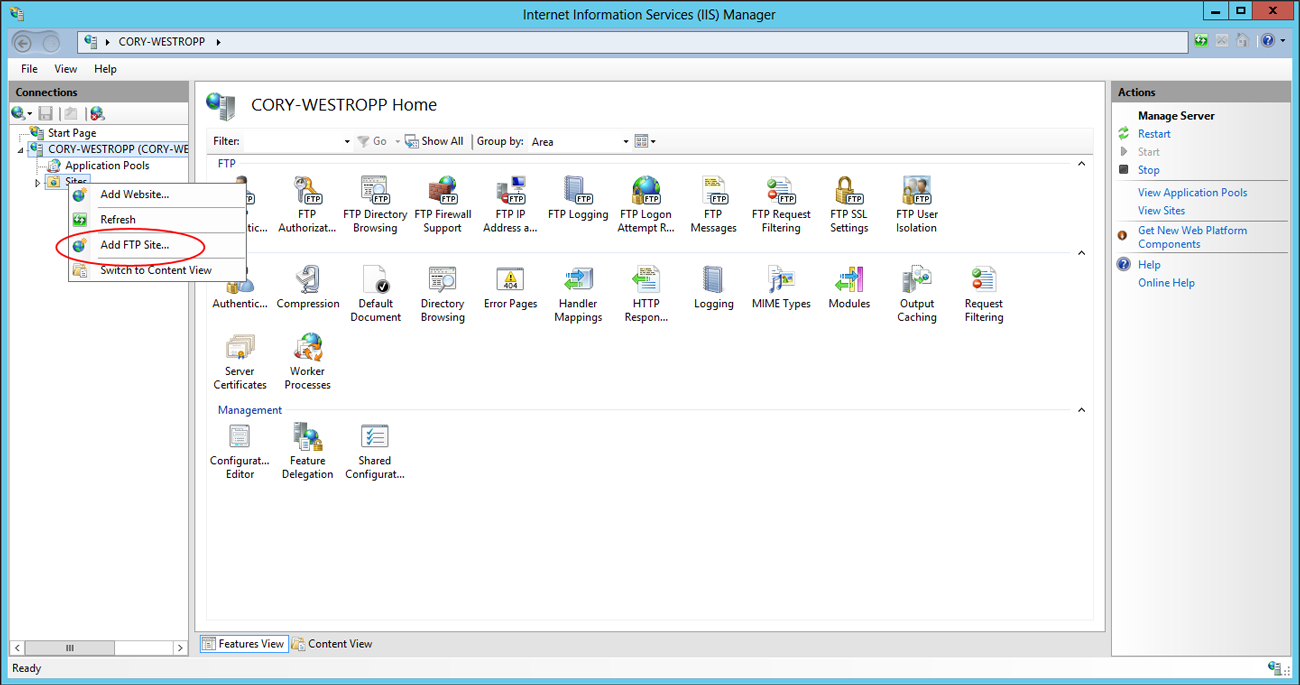 Internet Information Services (IIS) Manager
CORY-WESTROPP
File View Help
Connections
Start Page
CORY-WESTROPP (CORY-WE
Application Pools
Sites
Add Website...
Refresh
Add FTP Site...
Switch to Content View
CORY-WESTROPP Home
Filter: Go Show All Group by: Area
FTP
FTP
Authorizat...
FTP Directory
Browsing
FTP Firewall
Support
FTP IP
Address a...
FTP Logging
FTP Logon
Attempt R...
FTP
Messages
FTP Request
Filtering
FTP SSL
Settings
FTP User
Isolation
Authentic...
Compression
Default
Document
Directory
Browsing
Error Pages
Handler
Mappings
HTTP
Respon...
Logging
MIME Types
Modules
Output
Caching
Request
Filtering
Server
Certificates
Worker
Processes
Management
Configurat...
Editor
Feature
Delegation
Shared
Configurat...
Features View Content View
Actions
Manage Server
Restart
Start
Stop
View Application Pools
View Sites
Get New Web Platform
Components
Help
Online Help
Ready